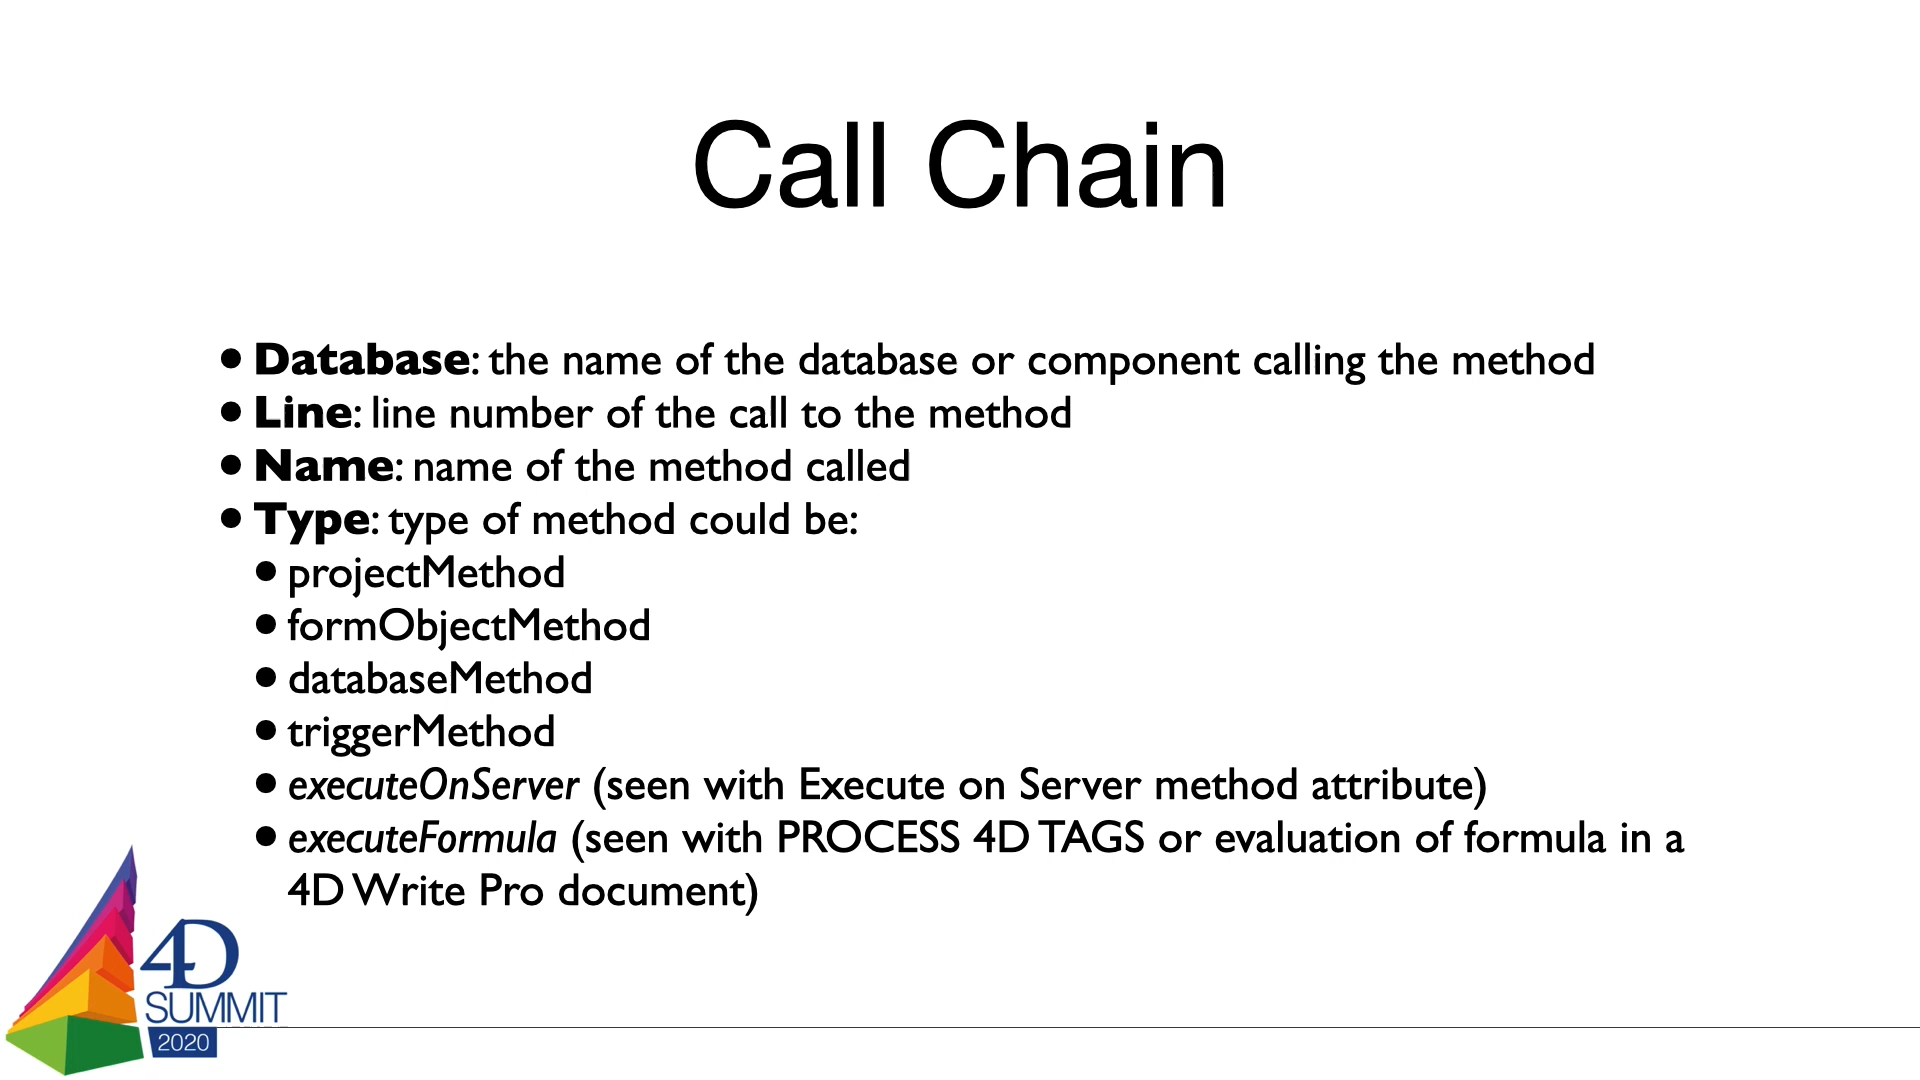 Call Chain
• Database: the name of the database or component calling the method
• Line: line number of the call to the method
• Name: name of the method called
• Type: type of method could be:
• projectMethod
• formObjectMethod
• databaseMethod
• triggerMethod
• executeOnServer (seen with Execute on Server method attribute)
• executeFormula (seen with PROCESS 4D TAGS or evaluation of formula in a
4D Write Pro document)
4D
SUMMIT
2020